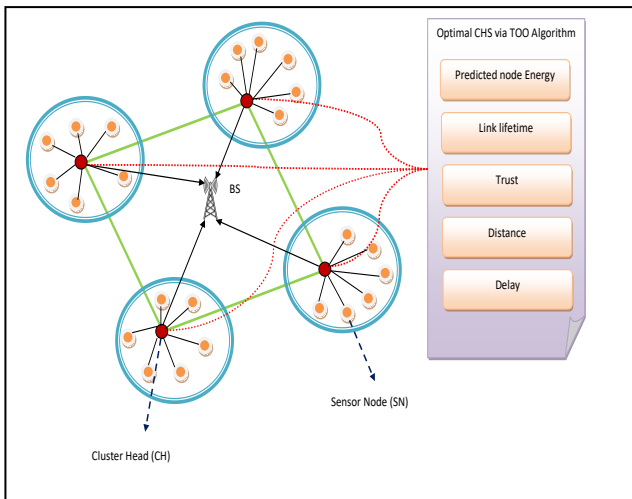 Optimal CHS via TOO Algorithm
Predicted node Energy
Link lifetime
Trust
Distance
Delay
BS
Sensor Node (SN)
Cluster Head (CH)